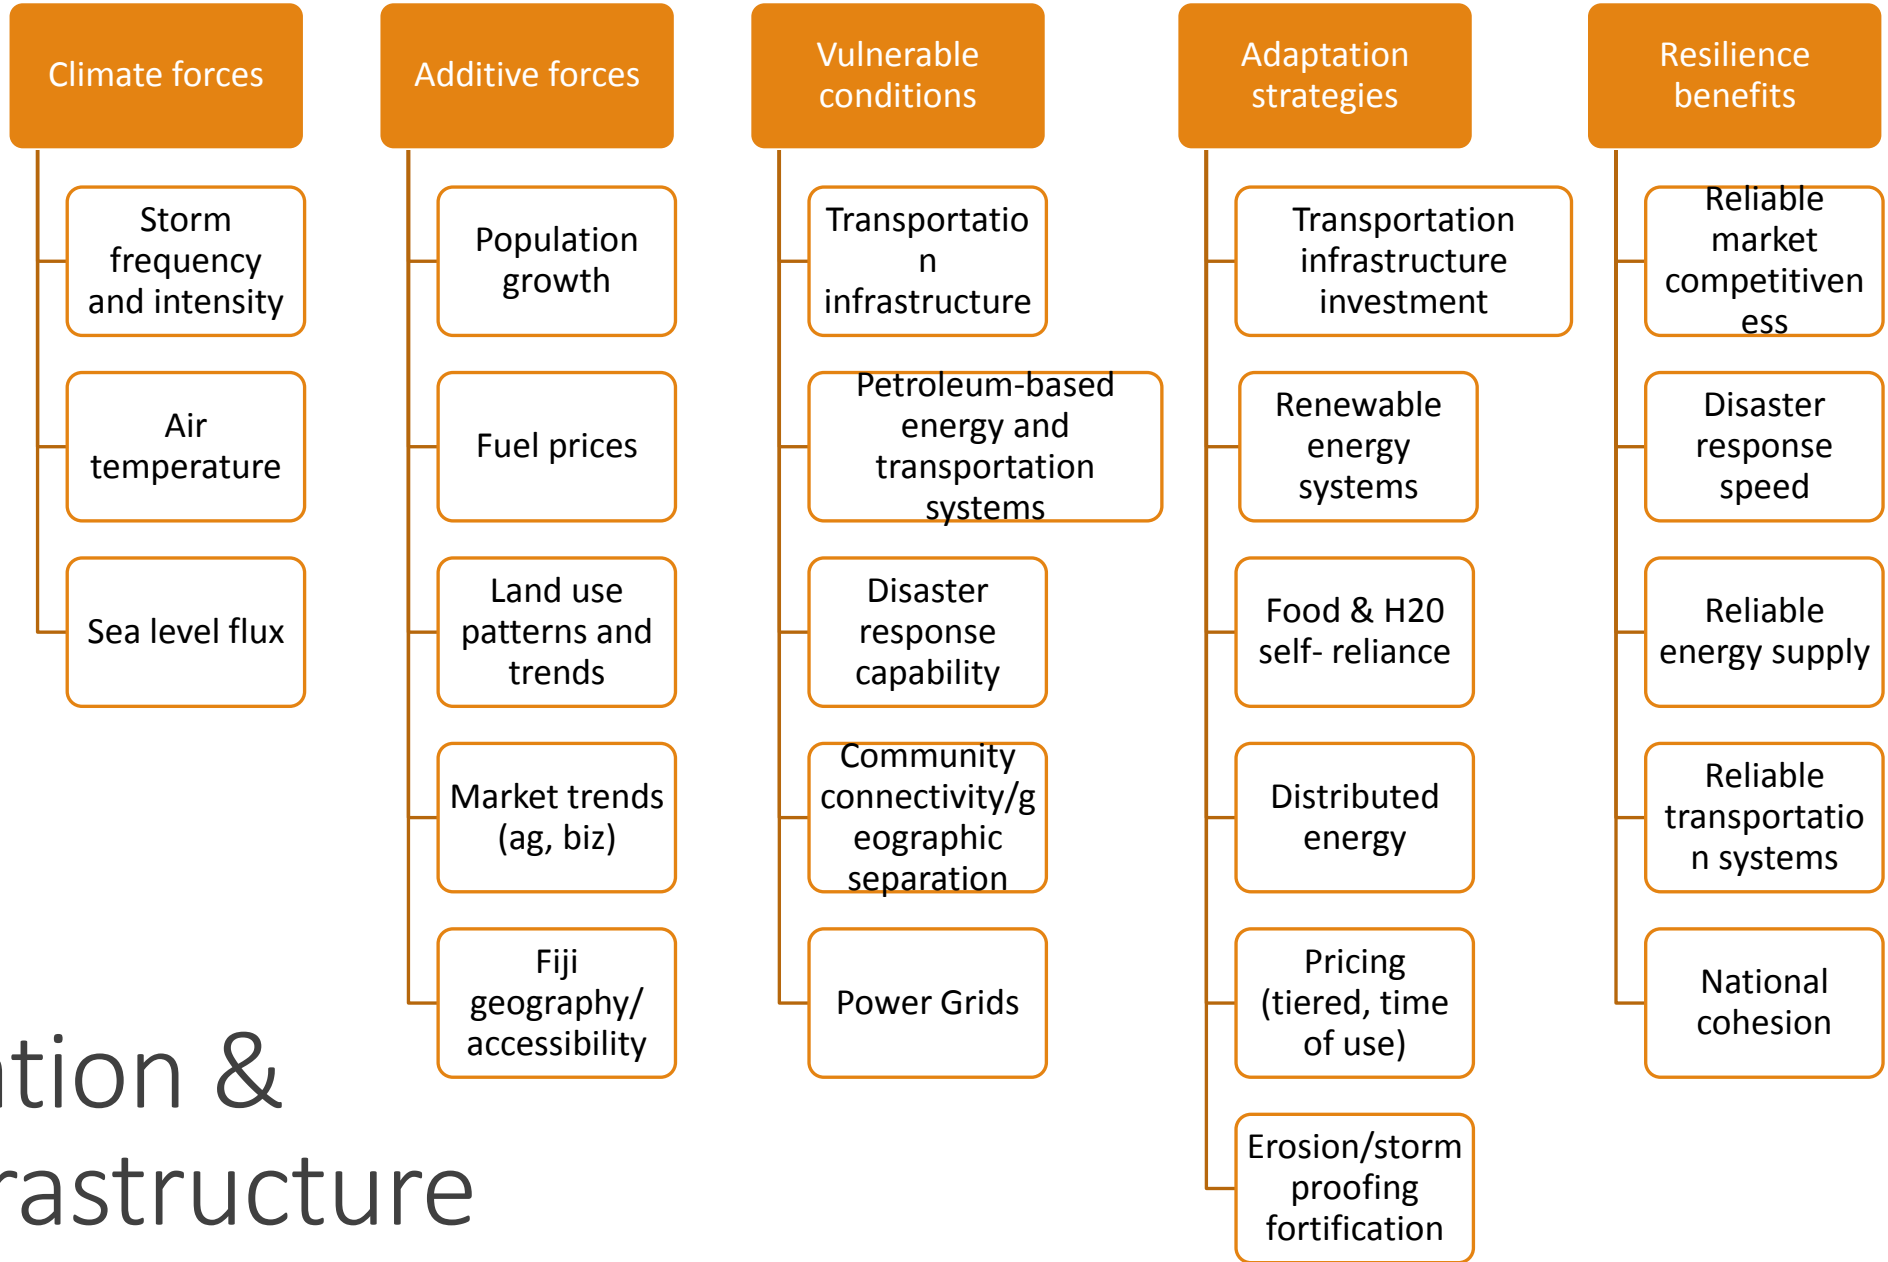 Climate forces
Storm
frequency
and intensity
Air
temperature
Sea level flux
Additive forces
Population
growth
Fuel prices
Land use
patterns and
trends
Market trends
(ag, biz)
Fiji
geography/
accessibility
Vulnerable
conditions
Transportatio
n
infrastructure
Petroleum-based
energy and
transportation
systems
Disaster
response
capability
Community
connectivity/g
eographic
separation
Power Grids
Adaptation
strategies
Transportation
infrastructure
investment
Renewable
energy
systems
Food & H20
self- reliance
Distributed
energy
Pricing
(tiered, time
of use)
Erosion/storm
proofing
fortification
Resilience
benefits
Reliable
market
competitiven
ess
Disaster
response
speed
Reliable
energy supply
Reliable
transportatio
n systems
National
cohesion
tion &
rastructure